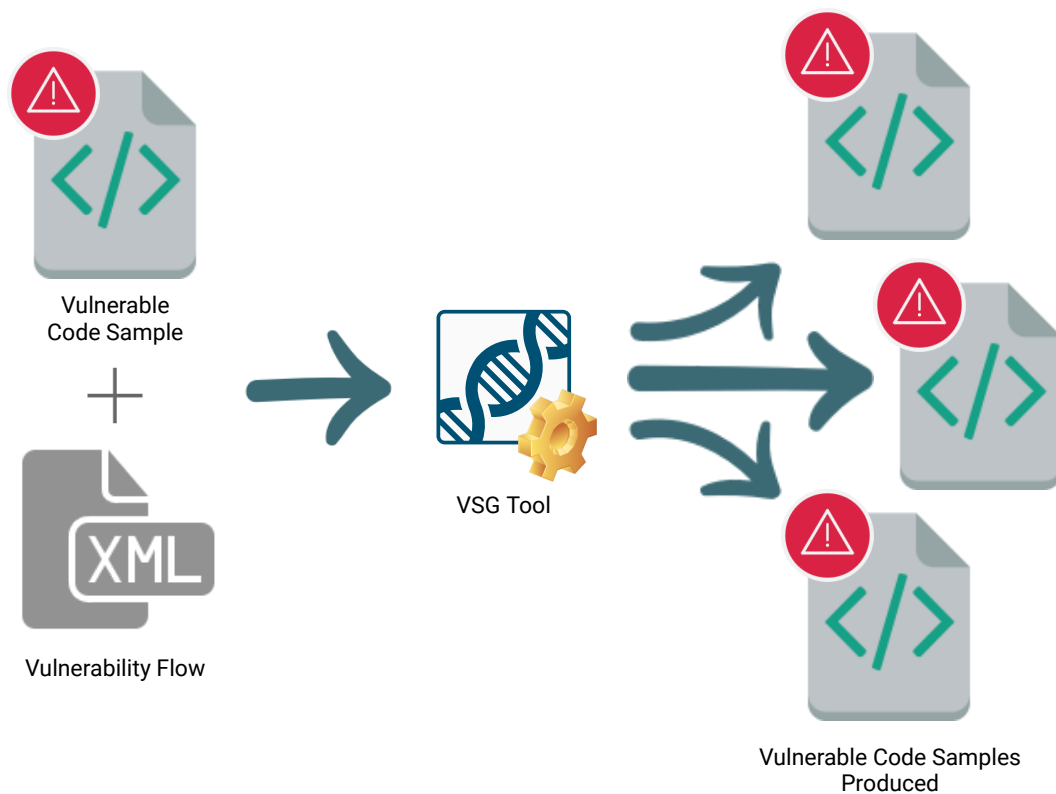 Vulnerable
Code Sample
XML
Vulnerability Flow
VSG Tool
Vulnerable Code Samples
Produced